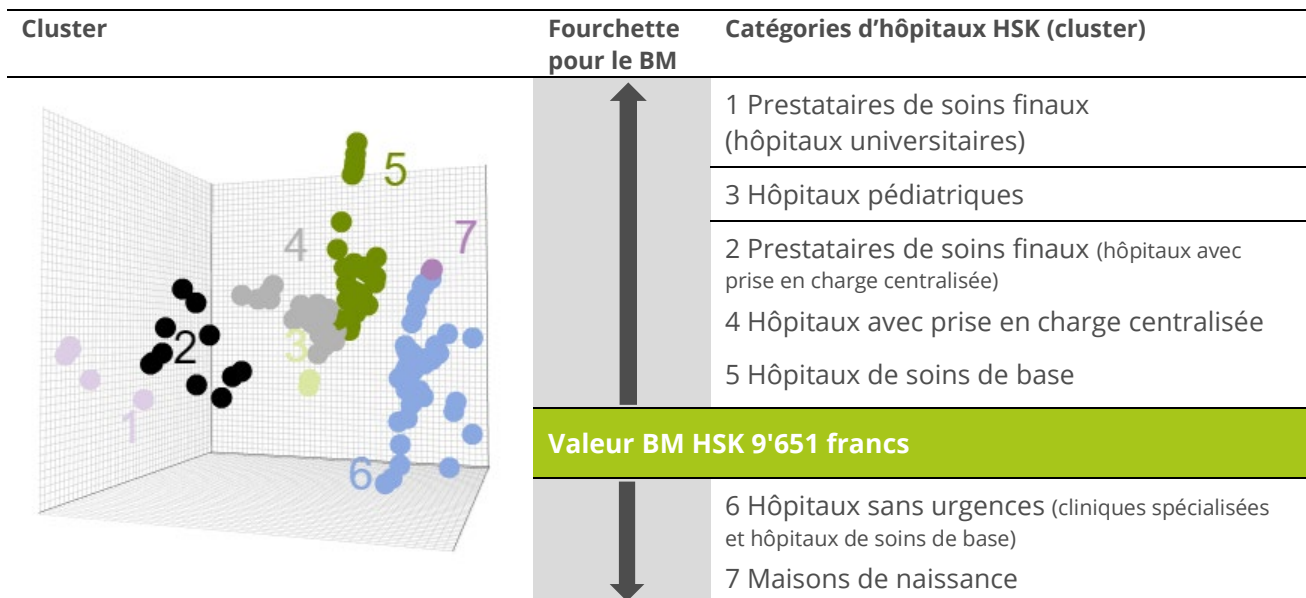 Cluster
Fourchette
pour le BM
Catégories d'hôpitaux HSK (cluster)
5
7
4
2
3
1
6
1 Prestataires de soins finaux
(hôpitaux universitaires)
3 Hôpitaux pédiatriques
2 Prestataires de soins finaux (hôpitaux avec
prise en charge centralisée)
4 Hôpitaux avec prise en charge centralisée
5 Hôpitaux de soins de base
Valeur BM HSK 9'651 francs
6 Hôpitaux sans urgences (cliniques spécialisées
et hôpitaux de soins de base)
7 Maisons de naissance